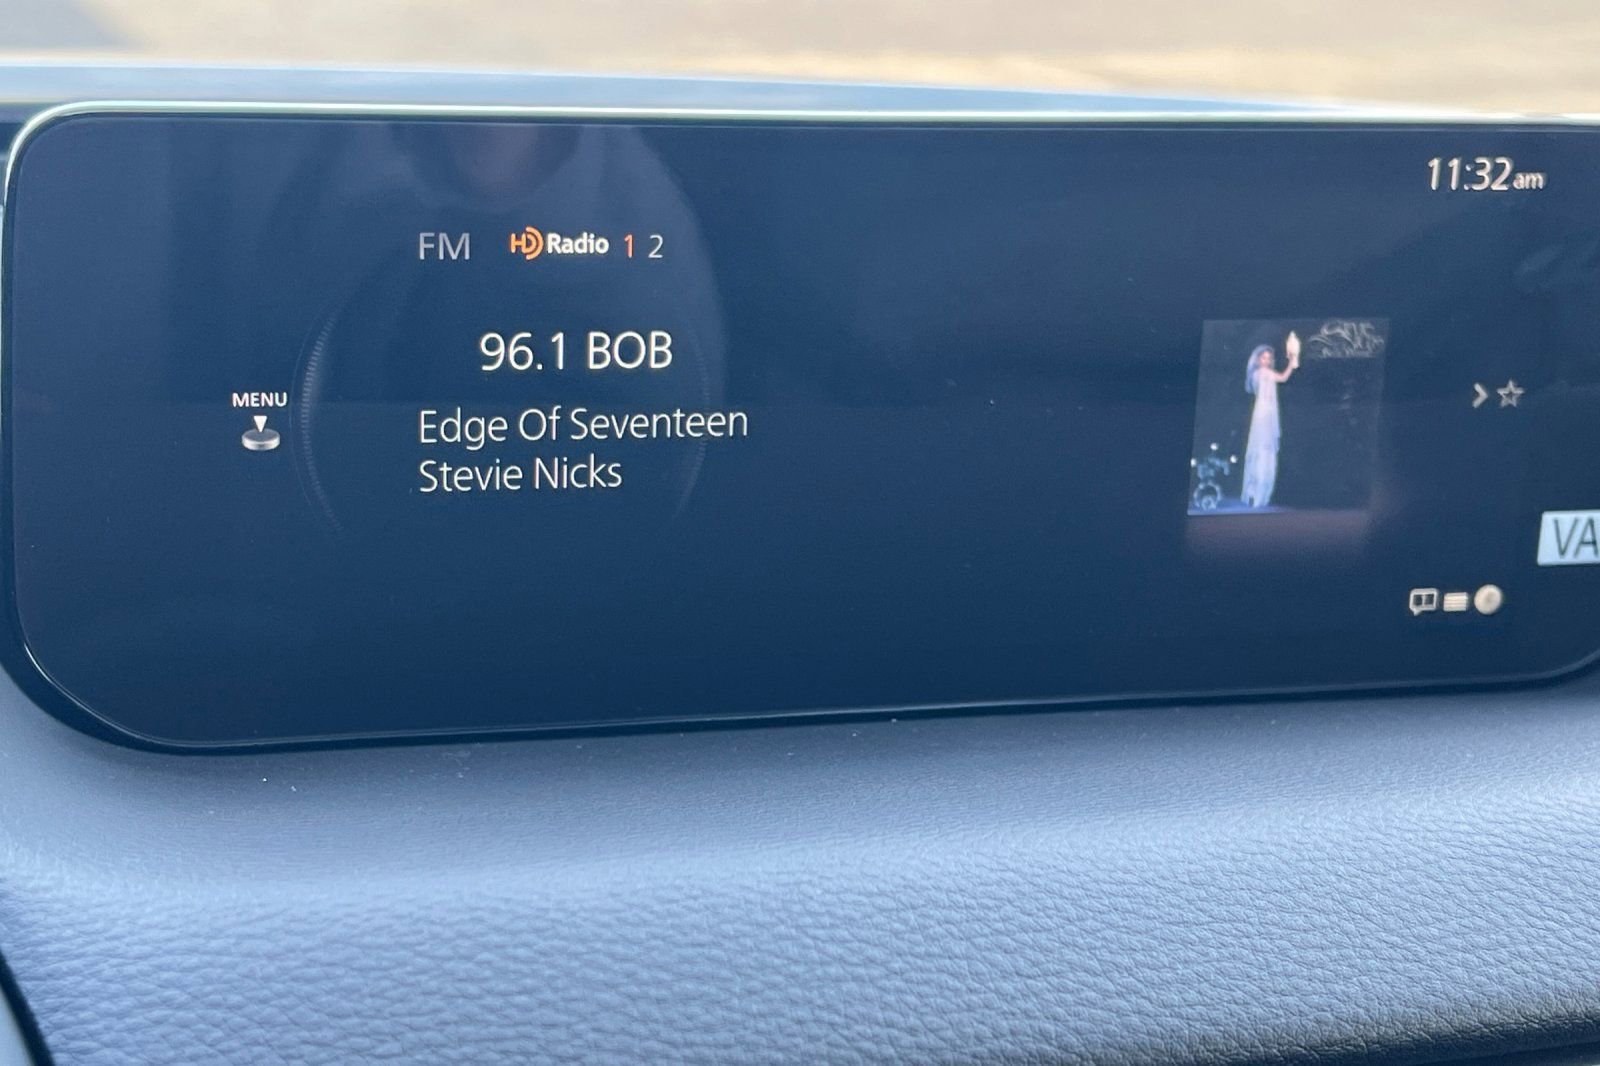 11:32am
FM HD Radio 1 2
96.1 BOB
MENU
Edge Of Seventeen
Stevie Nicks
VA